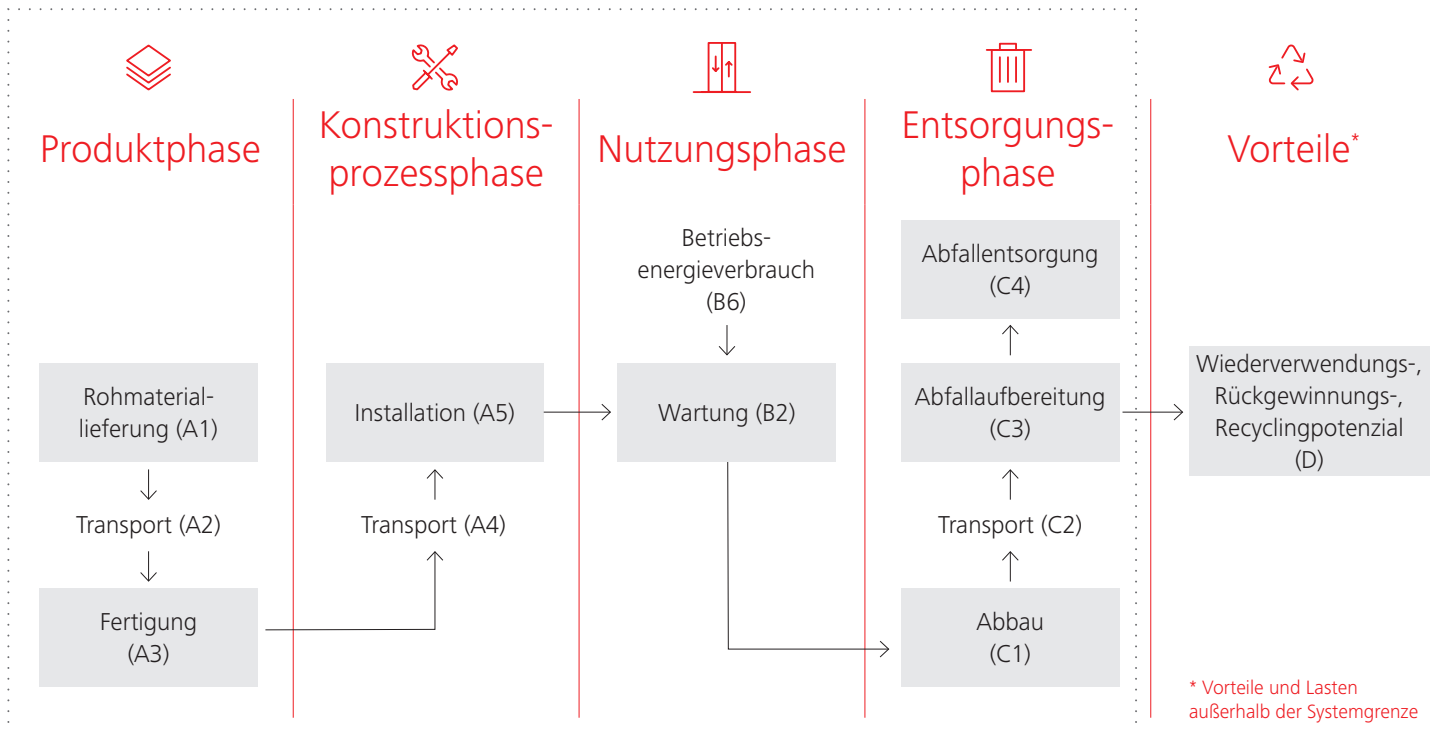 Produktphase
Rohmaterial-
lieferung (A1)
Transport (A2)
Fertigung
(A3)
Konstruktions-
prozessphase
Installation (A5)
Transport (A4)
Nutzungsphase
Betriebs-
energieverbrauch
(B6)
Wartung (B2)
Entsorgungs-
phase
Abfallentsorgung
(C4)
Abfallaufbereitung
(C3)
Transport (C2)
Abbau
(C1)
Vorteile*
Wiederverwendungs-,
Rückgewinnungs-,
Recyclingpotenzial
(D)
* Vorteile und Lasten
außerhalb der Systemgrenze